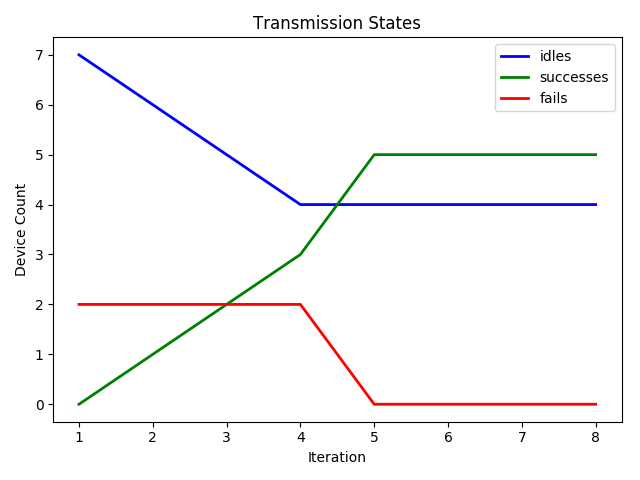 Transmission States
idles
successes
fails
Device Count
7
6
5
4
3
2
1
0
1 2 3 4 5 6 7 8
Iteration